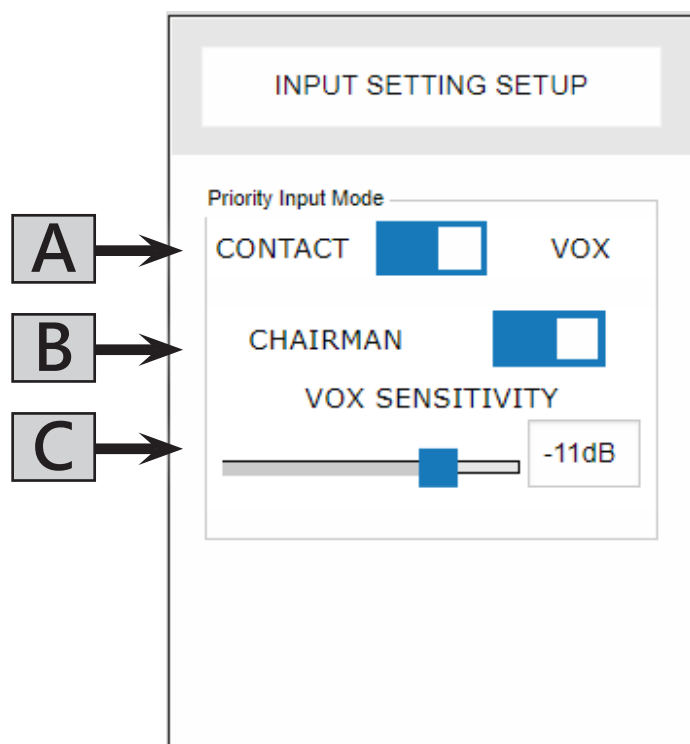 INPUT SETTING SETUP
Priority Input Mode
A
CONTACT VOX
B
CHAIRMAN
VOX SENSITIVITY
C
-11dB